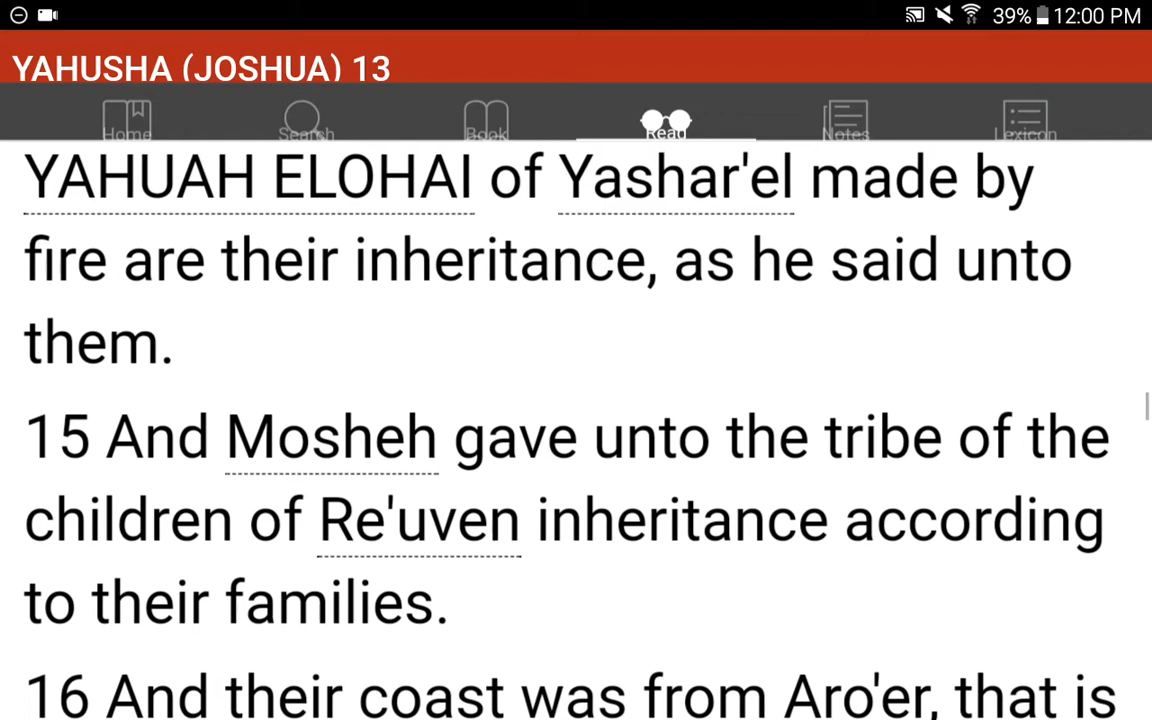 39% 12:00 PM
YAHUSHA (JOSHUA) 13
Home Search Book Read Notes Lexicon
YAHUAH ELOHAI of Yashar'el made by
fire are their inheritance, as he said unto
them.
15 And Mosheh gave unto the tribe of the
children of Re'uven inheritance according
to their families.
16 And their coast was from Aro'er, that is